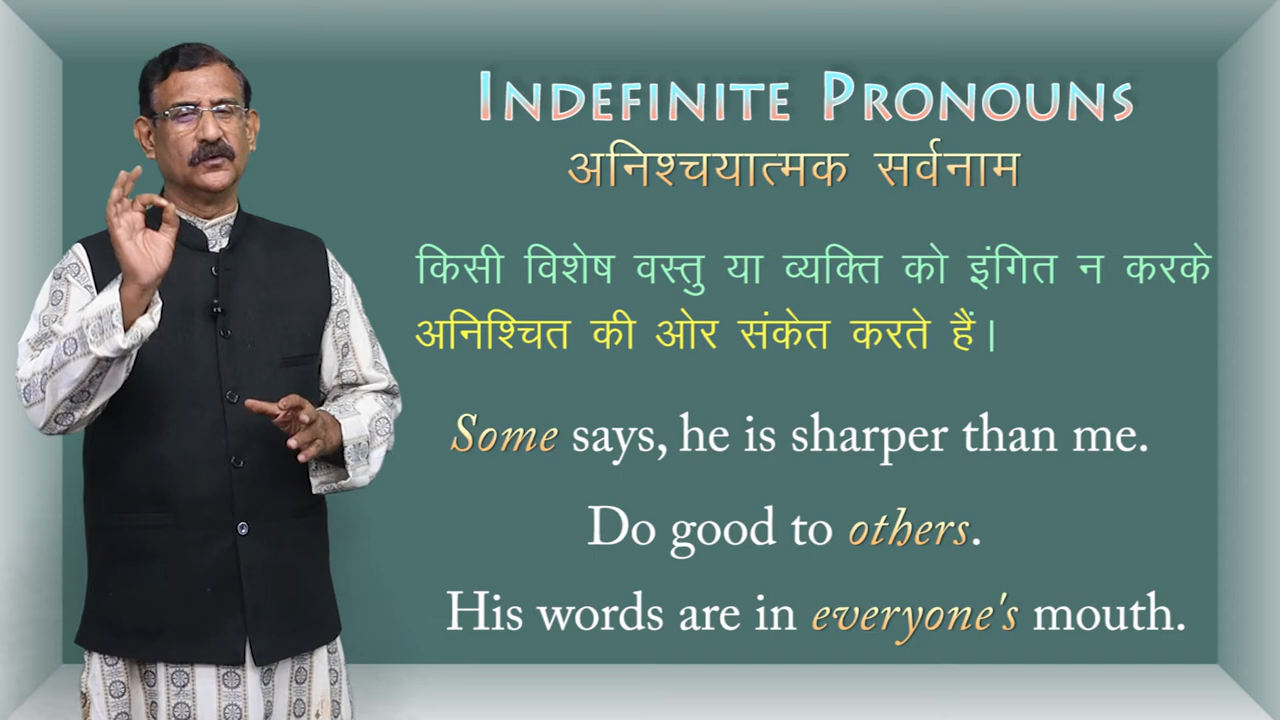 INDEFINITE PRONOUNS
अनिश्चयात्मक सर्वनाम
किसी विशेष वस्तु या व्यक्ति को इंगित न करके
अनिश्चित की ओर संकेत करते हैं।
Some says, he is sharper than me.
Do good to others.
His words are in everyone's mouth.